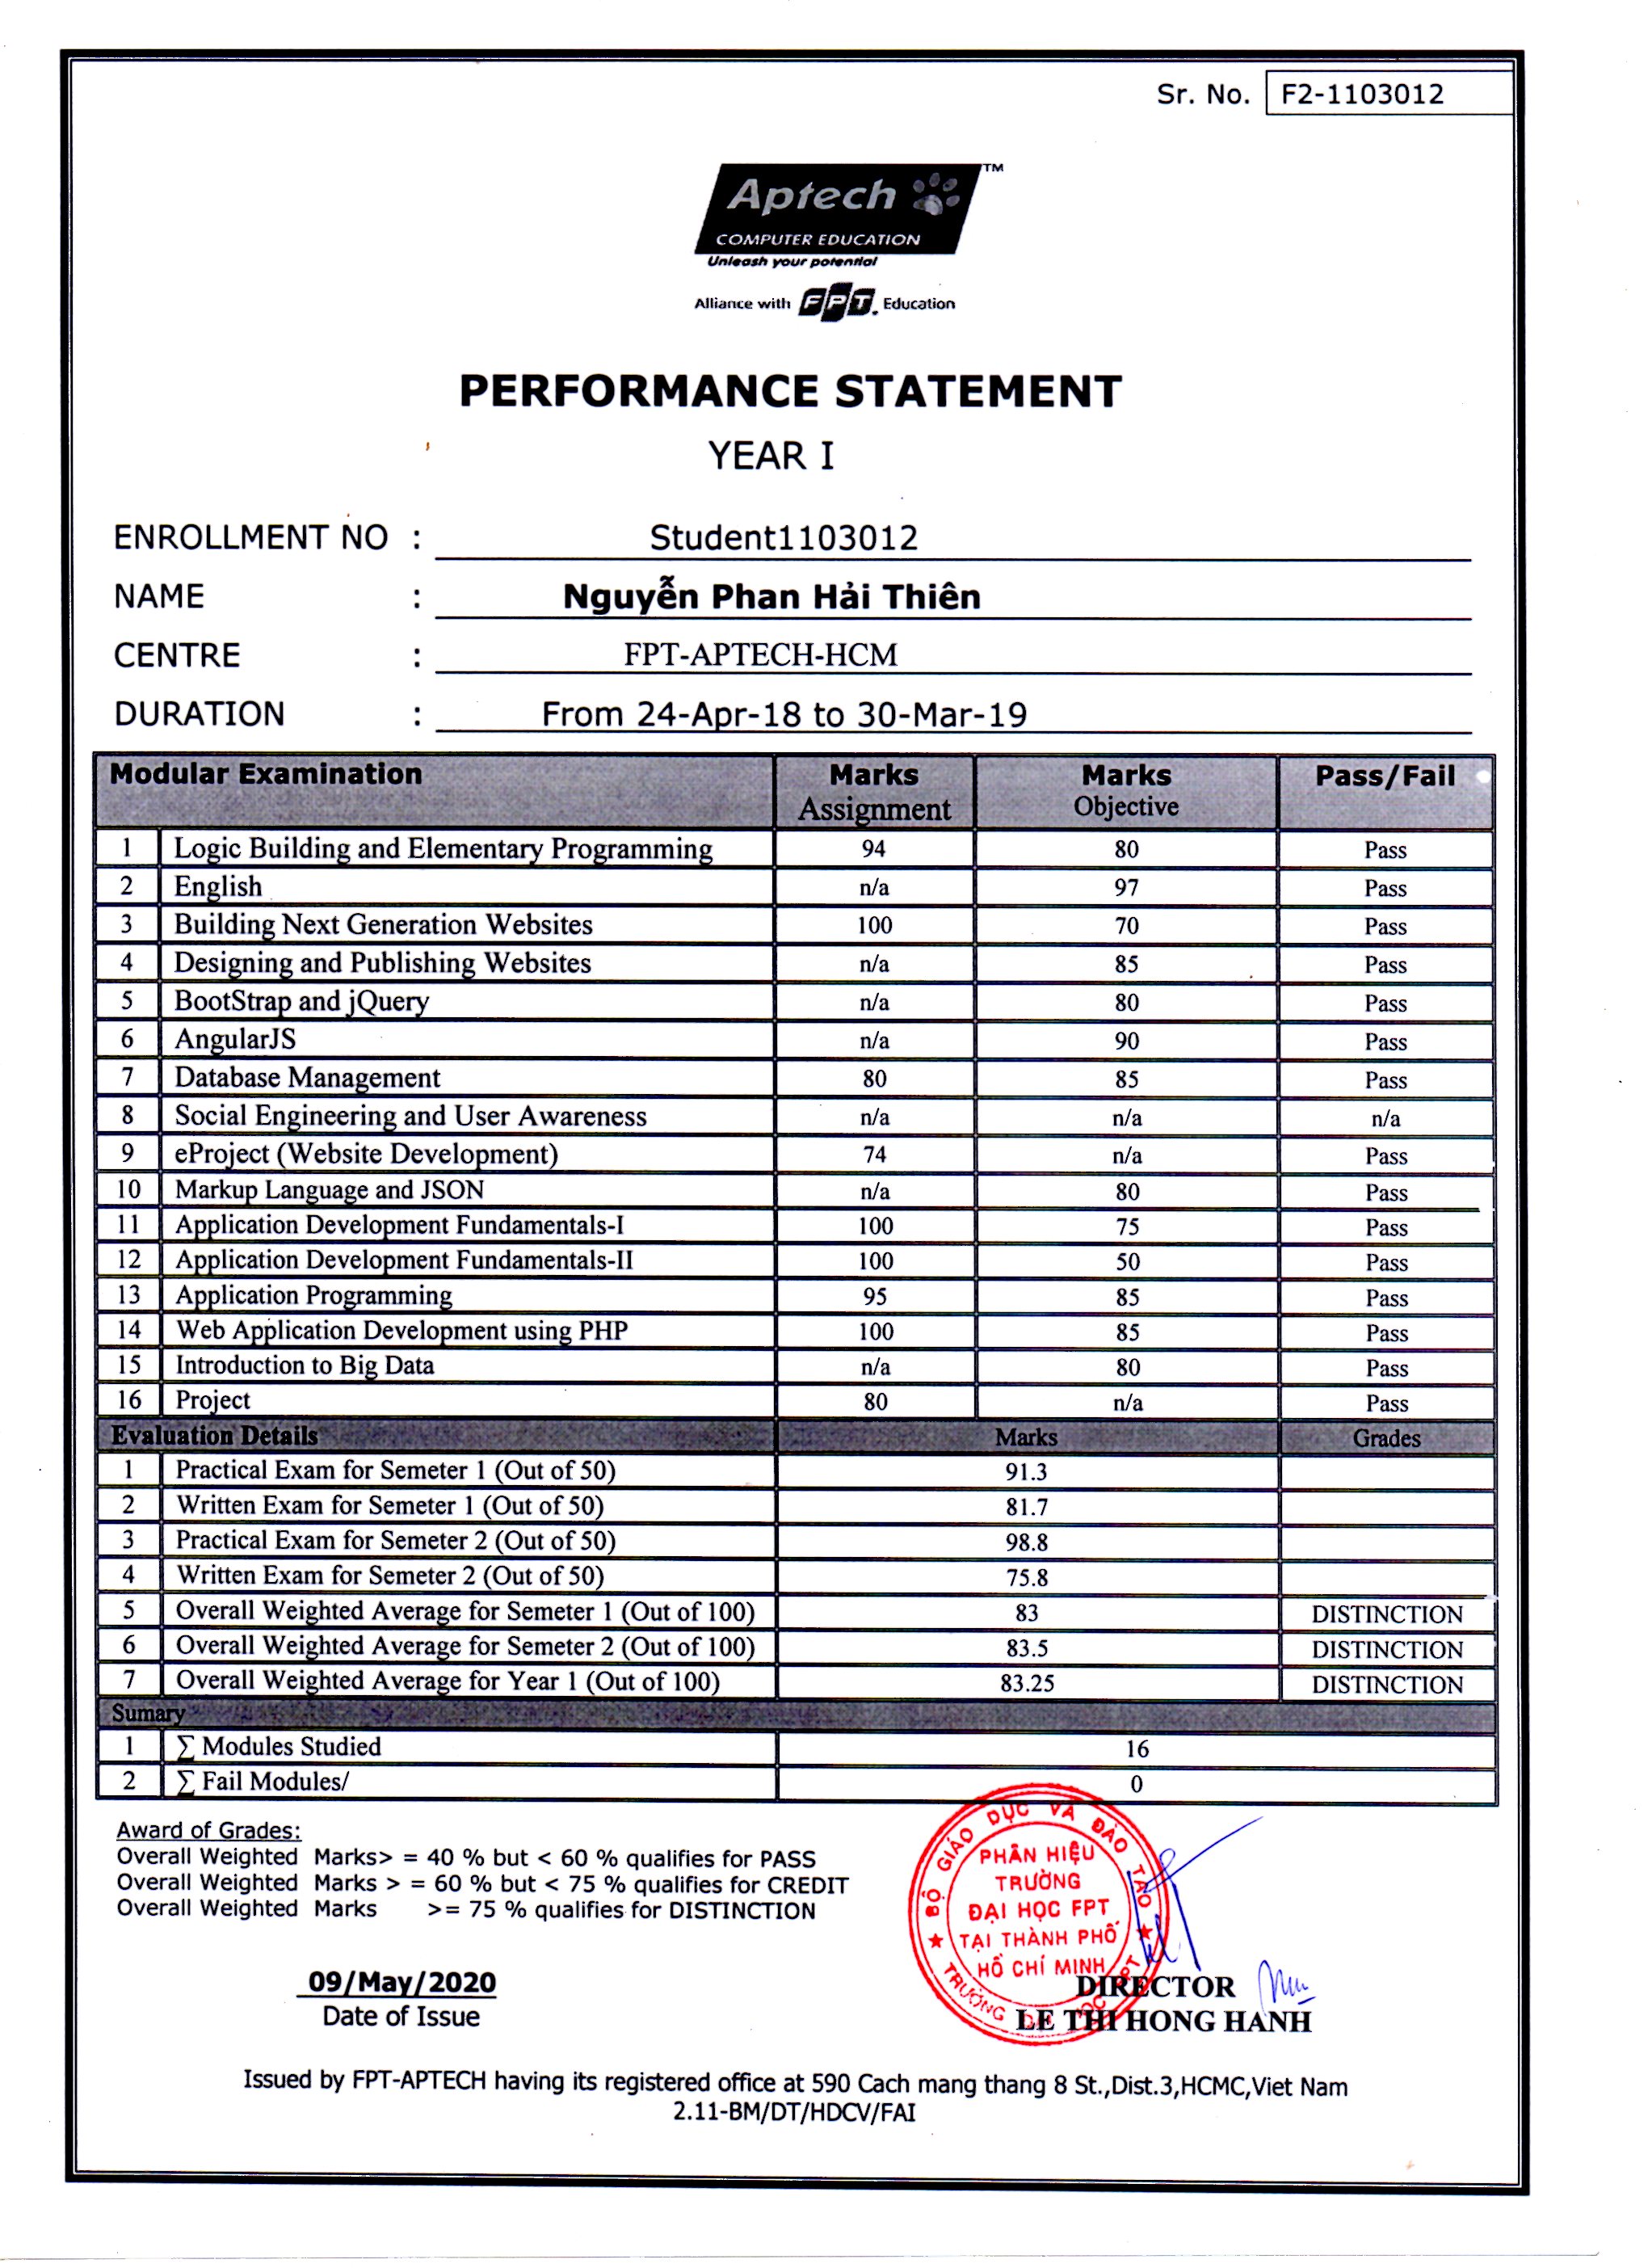 Sr. No. F2-1103012
Aptech TM
COMPUTER EDUCATION
Unleash your potential
Alliance with FPT Education
PERFORMANCE STATEMENT
YEAR I
ENROLLMENT NO : Student1103012
NAME : Nguyễn Phan Hải Thiên
CENTRE : FPT-APTECH-HCM
DURATION : From 24-Apr-18 to 30-Mar-19
Modular Examination Marks Assignment Marks Objective Pass/Fail
1 Logic Building and Elementary Programming 94 80 Pass
2 English n/a 97 Pass
3 Building Next Generation Websites 100 70 Pass
4 Designing and Publishing Websites n/a 85 Pass
5 BootStrap and jQuery n/a 80 Pass
6 AngularJS n/a 90 Pass
7 Database Management 80 85 Pass
8 Social Engineering and User Awareness n/a n/a n/a
9 eProject (Website Development) 74 n/a Pass
10 Markup Language and JSON n/a 80 Pass
11 Application Development Fundamentals-I 100 75 Pass
12 Application Development Fundamentals-II 100 50 Pass
13 Application Programming 95 85 Pass
14 Web Application Development using PHP 100 85 Pass
15 Introduction to Big Data n/a 80 Pass
16 Project 80 n/a Pass
Evaluation Details Marks Grades
1 Practical Exam for Semeter 1 (Out of 50) 91.3
2 Written Exam for Semeter 1 (Out of 50) 81.7
3 Practical Exam for Semeter 2 (Out of 50) 98.8
4 Written Exam for Semeter 2 (Out of 50) 75.8
5 Overall Weighted Average for Semeter 1 (Out of 100) 83 DISTINCTION
6 Overall Weighted Average for Semeter 2 (Out of 100) 83.5 DISTINCTION
7 Overall Weighted Average for Year 1 (Out of 100) 83.25 DISTINCTION
Sumary
1 ∑ Modules Studied 16
2 ∑ Fail Modules/ 0
Award of Grades:
Overall Weighted Marks> = 40 % but < 60 % qualifies for PASS
Overall Weighted Marks > = 60 % but < 75 % qualifies for CREDIT
Overall Weighted Marks >= 75 % qualifies for DISTINCTION
BỘ GIÁO DỤC VÀ ĐÀO TẠO
PHÂN HIỆU
TRƯỜNG
ĐẠI HỌC FPT
TẠI THÀNH PHỐ
HỒ CHÍ MINH
TRƯỜNG ĐẠI HỌC FPT
09/May/2020
Date of Issue
DIRECTOR
LE THI HONG HANH
Issued by FPT-APTECH having its registered office at 590 Cach mang thang 8 St.,Dist.3,HCMC,Viet Nam
2.11-BM/DT/HDCV/FAI